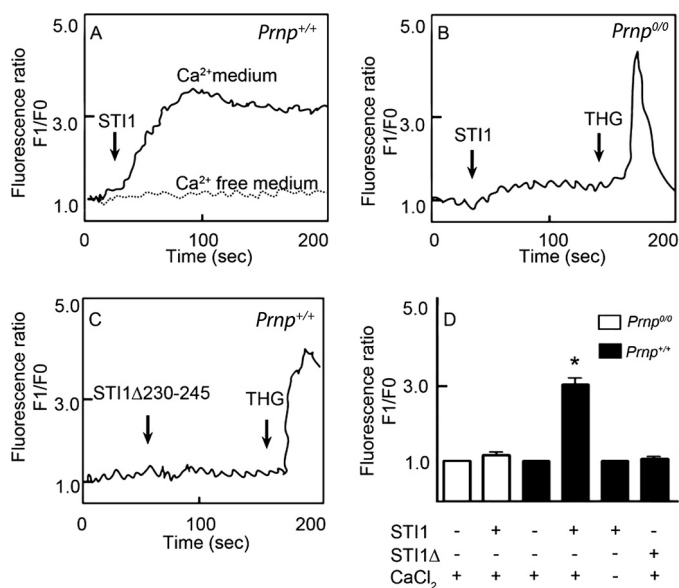 5.0
A
Prnp+/+
Ca2+medium
STI1
3.0
Ca2+ free medium
1.0
0 100 200
Time (sec)
Fluorescence ratio
F1/F0
5.0
B
Prnp0/0
THG
STI1
3.0
1.0
0 100 200
Time (sec)
Fluorescence ratio
F1/F0
5.0
C
Prnp+/+
STI1Δ230-245
THG
3.0
1.0
0 100 200
Time (sec)
Fluorescence ratio
F1/F0
5.0
D
Prnp0/0
Prnp+/+
*
3.0
1.0
Fluorescence ratio
F1/F0
STI1 - + - + + -
STI1Δ - - - - - +
CaCl2 + + + + - +